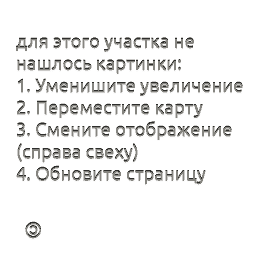 для этого участка не
нашлось картинки:
1. Уменишите увеличение
2. Переместите карту
3. Смените отображение
(справа свеху)
4. Обновите страницу
©